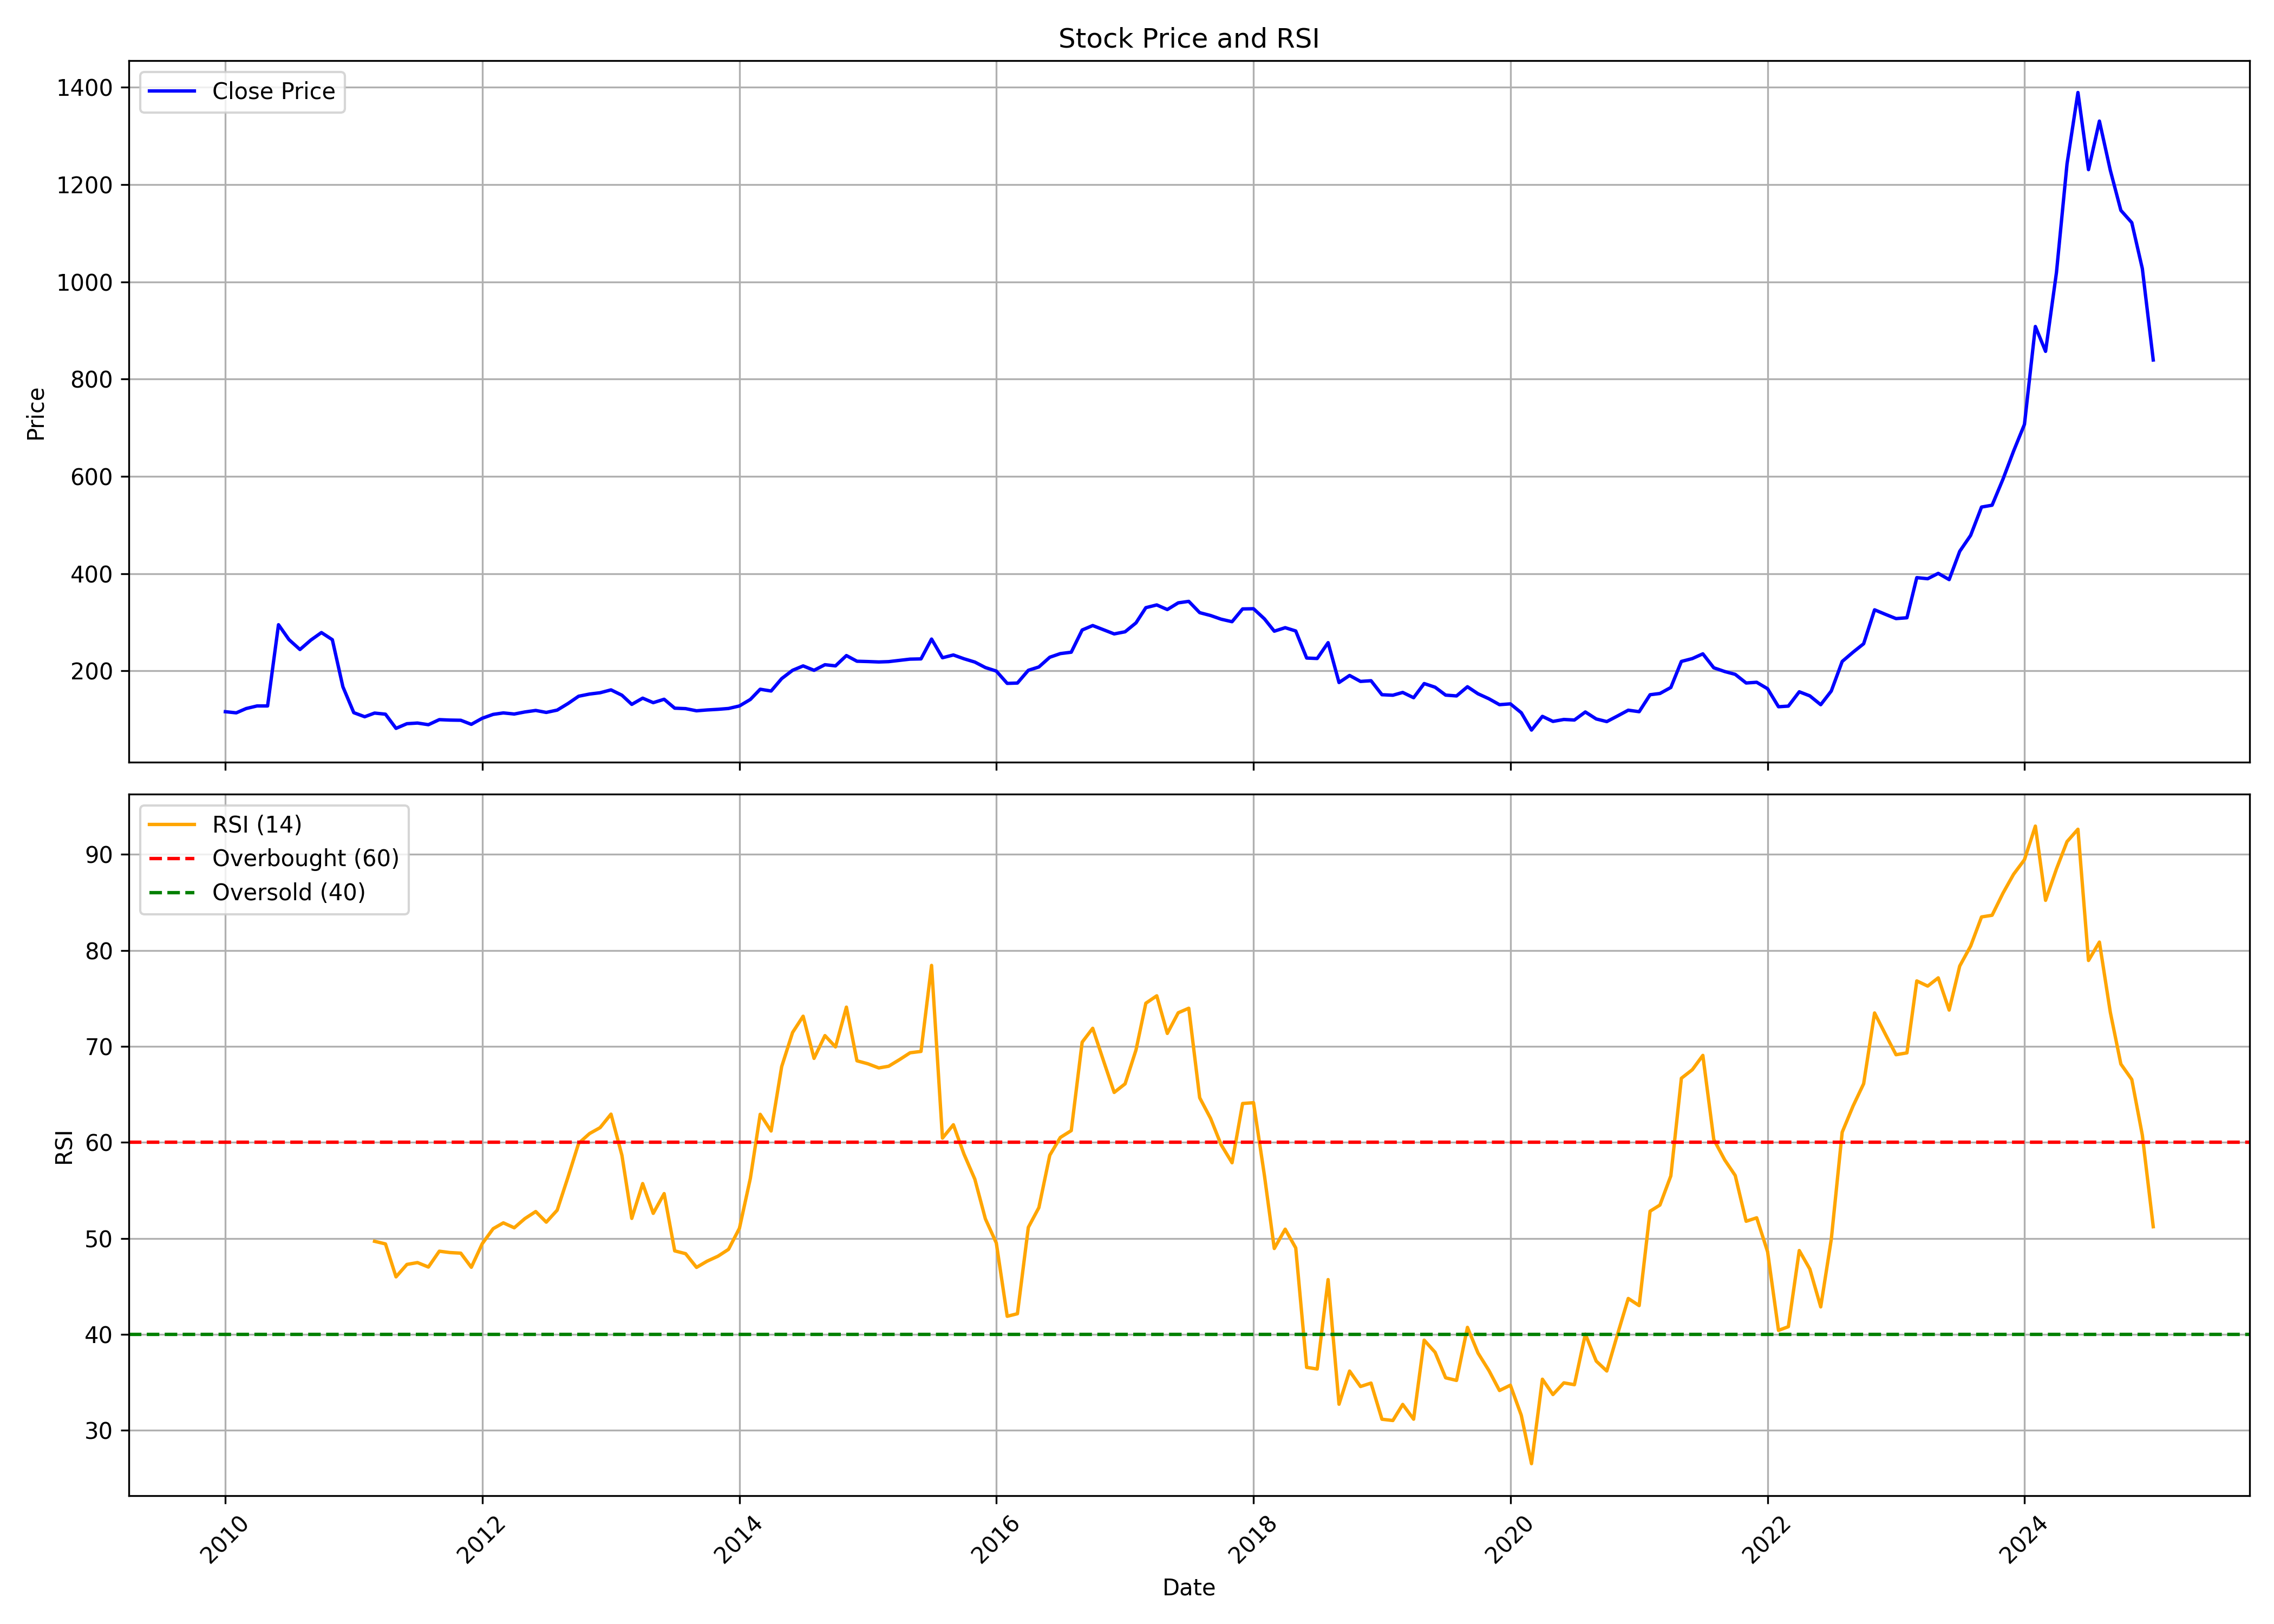 Stock Price and RSI
Close Price
1400
1200
1000
800
600
400
200
Price
RSI (14)
Overbought (60)
Oversold (40)
90
80
70
60
50
40
30
RSI
2010
2012
2014
2016
2018
2020
2022
2024
Date